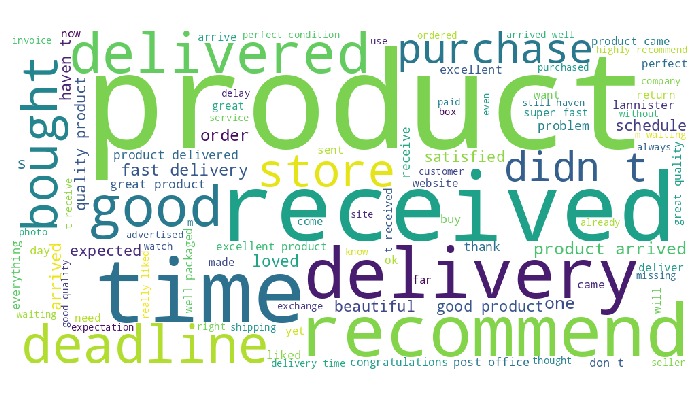 invoice
now
arrive
perfect condition
use
ordered
arrived well
product came
highly recommend
haven t
delivered
purchase
purchased
perfect
excellent
company
product
delay
great
service
paid
box
even
still haven
super fast
want
return
without
bought
quality product
order
problem
lannister
schedule
m waiting
always
S
product delivered
fast delivery
great product
sent
store
receive
satisfied
customer
website
didn t
great quality
t receive
good
received
photo
m
advertised
watch
come
site
t received
buy
already
everything
day
arrived
expected
excellent product
made
loved
know
ok
thank
product arrived
deliver
missing
good quality
waiting
need
expectation
really liked
well packaged
time
delivery
far
came
exchange
beautiful
good product
one
will
deadline
right
shipping
yet
liked
recommend
delivery time
congratulations
post office
thought
don t
seller